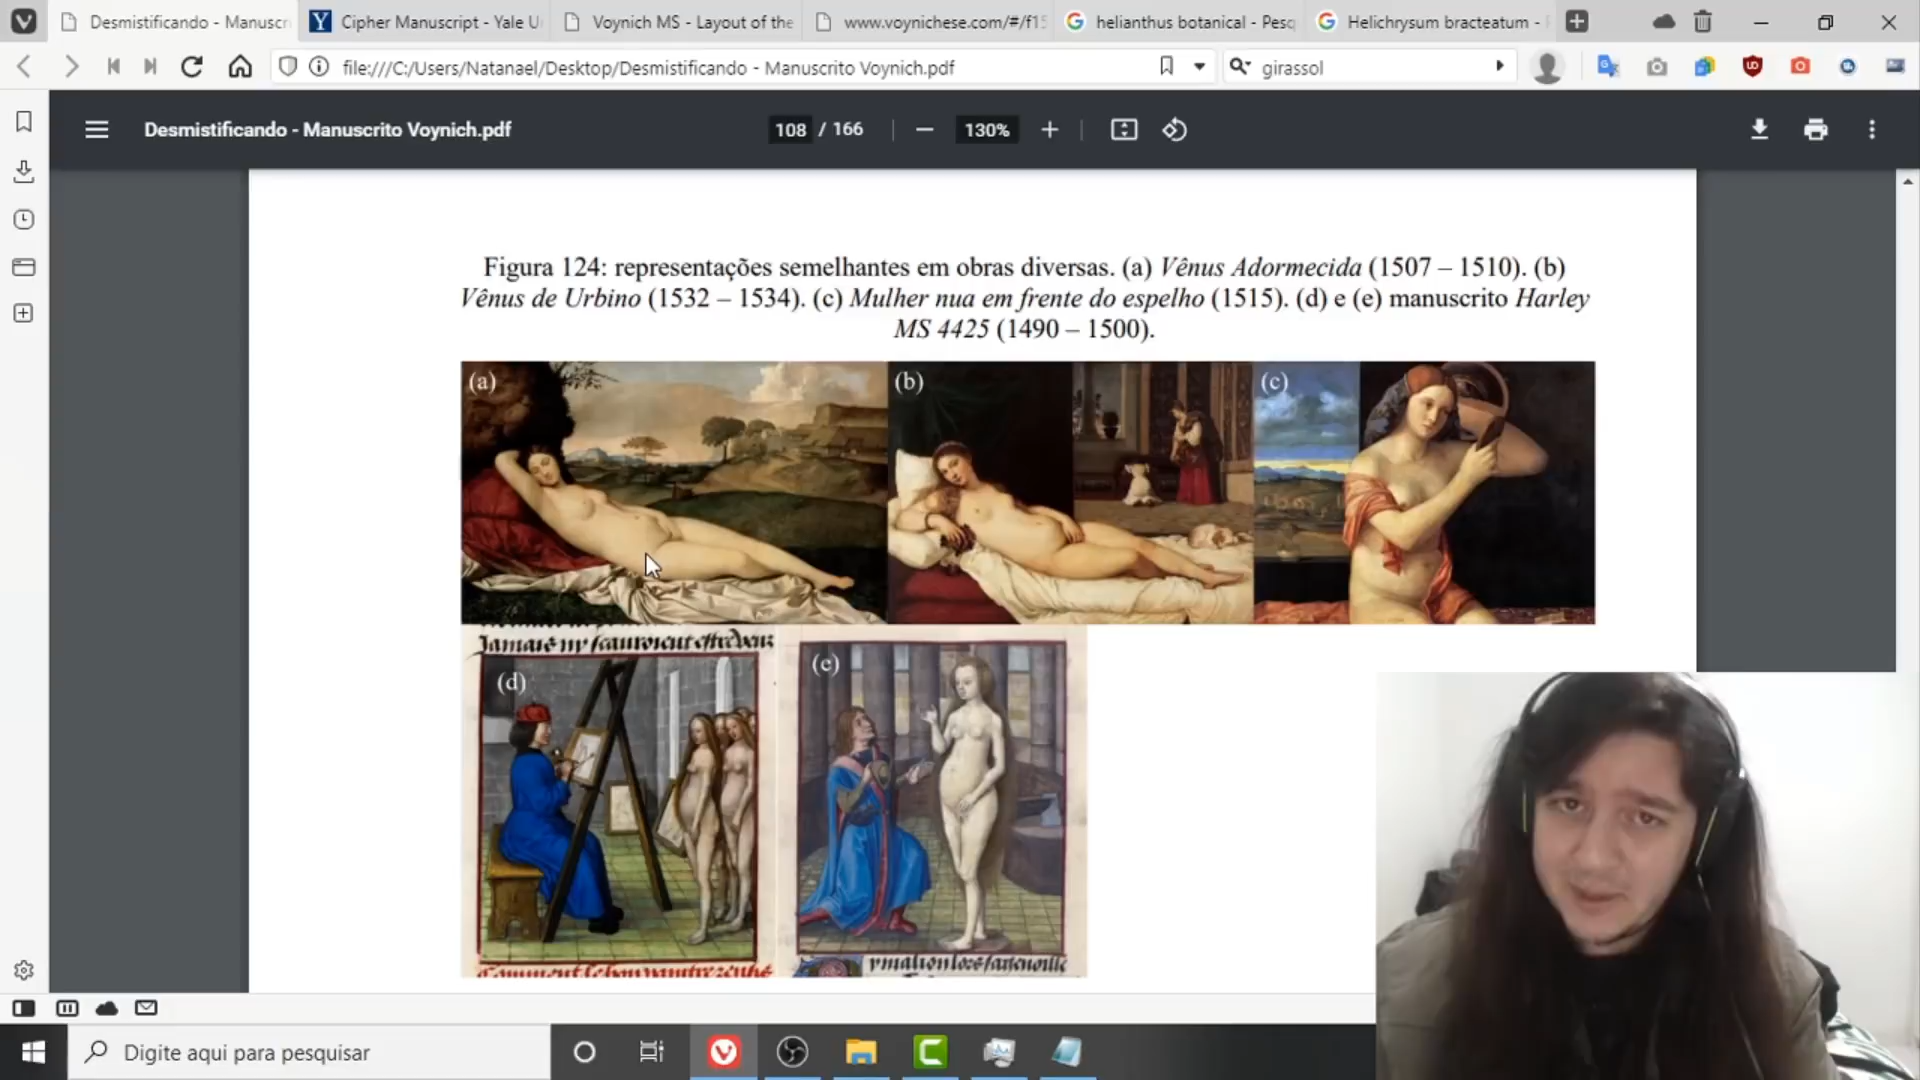 Desmistificando - Manuscri
Cipher Manuscript - Yale U
Voynich MS - Layout of the
www.voynichese.com/#/f15
helianthus botanical - Pesq
Helichrysum bracteatum -
file:///C:/Users/Natanael/Desktop/Desmistificando - Manuscrito Voynich.pdf
girassol
Desmistificando - Manuscrito Voynich.pdf
108 / 166
130%
Figura 124: representações semelhantes em obras diversas. (a) Vênus Adormecida (1507 – 1510). (b)
Vênus de Urbino (1532 – 1534). (c) Mulher nua em frente do espelho (1515). (d) e (e) manuscrito Harley
MS 4425 (1490 – 1500).
(a)
(b)
(c)
(d)
(e)
Digite aqui para pesquisar